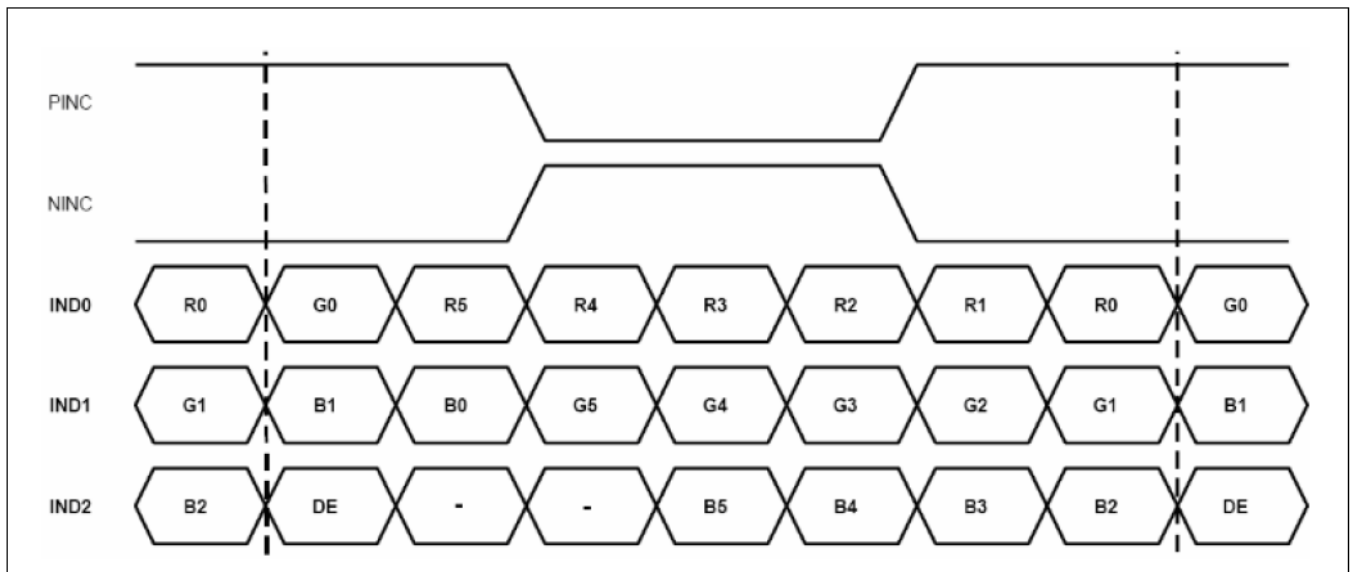 PINC
NINC
IND0 R0 G0 R5 R4 R3 R2 R1 R0 G0
IND1 G1 B1 B0 G5 G4 G3 G2 G1 B1
IND2 B2 DE - - B5 B4 B3 B2 DE